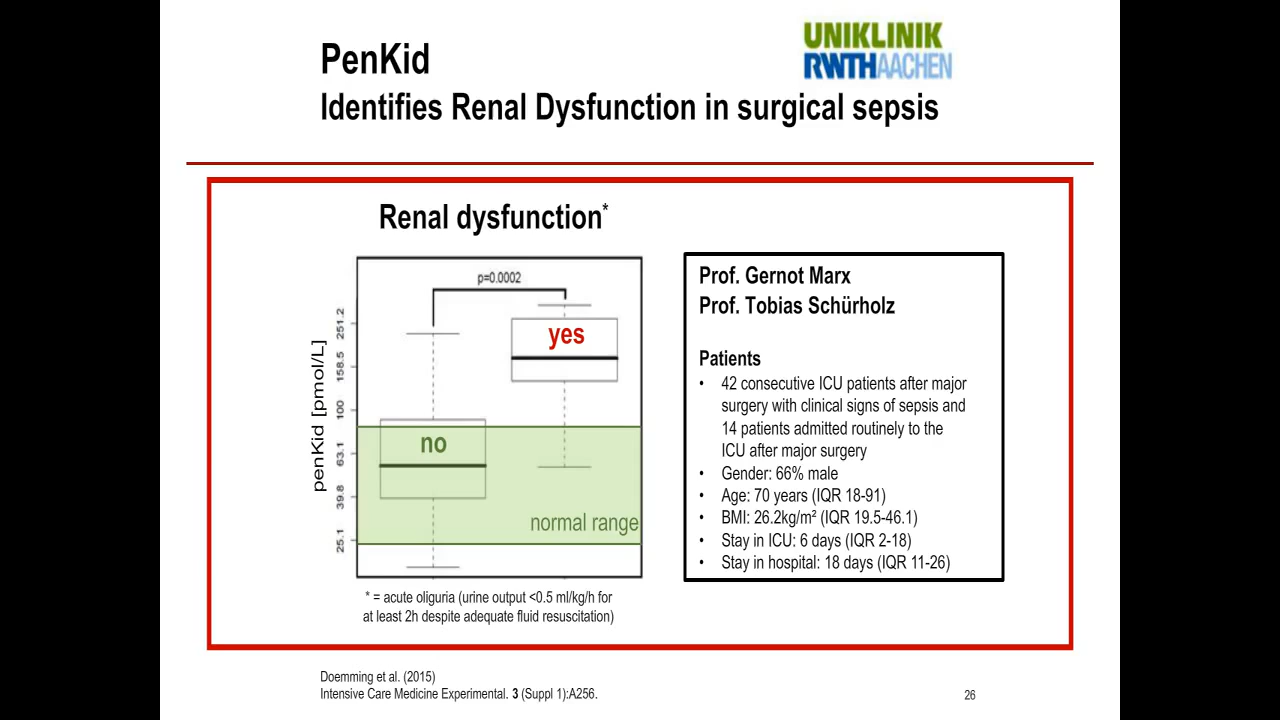 PenKid
UNIKLINIK
RWTHAACHEN
Identifies Renal Dysfunction in surgical sepsis
Renal dysfunction*
p=0.0002
penKid [pmol/L]
251.2
158.5
100
63.1
39.8
25.1
yes
no
normal range
* = acute oliguria (urine output <0.5 ml/kg/h for
at least 2h despite adequate fluid resuscitation)
Prof. Gernot Marx
Prof. Tobias Schürholz
Patients
• 42 consecutive ICU patients after major
surgery with clinical signs of sepsis and
14 patients admitted routinely to the
ICU after major surgery
• Gender: 66% male
• Age: 70 years (IQR 18-91)
• BMI: 26.2kg/m² (IQR 19.5-46.1)
• Stay in ICU: 6 days (IQR 2-18)
• Stay in hospital: 18 days (IQR 11-26)
Doemming et al. (2015)
Intensive Care Medicine Experimental. 3 (Suppl 1):A256.
26